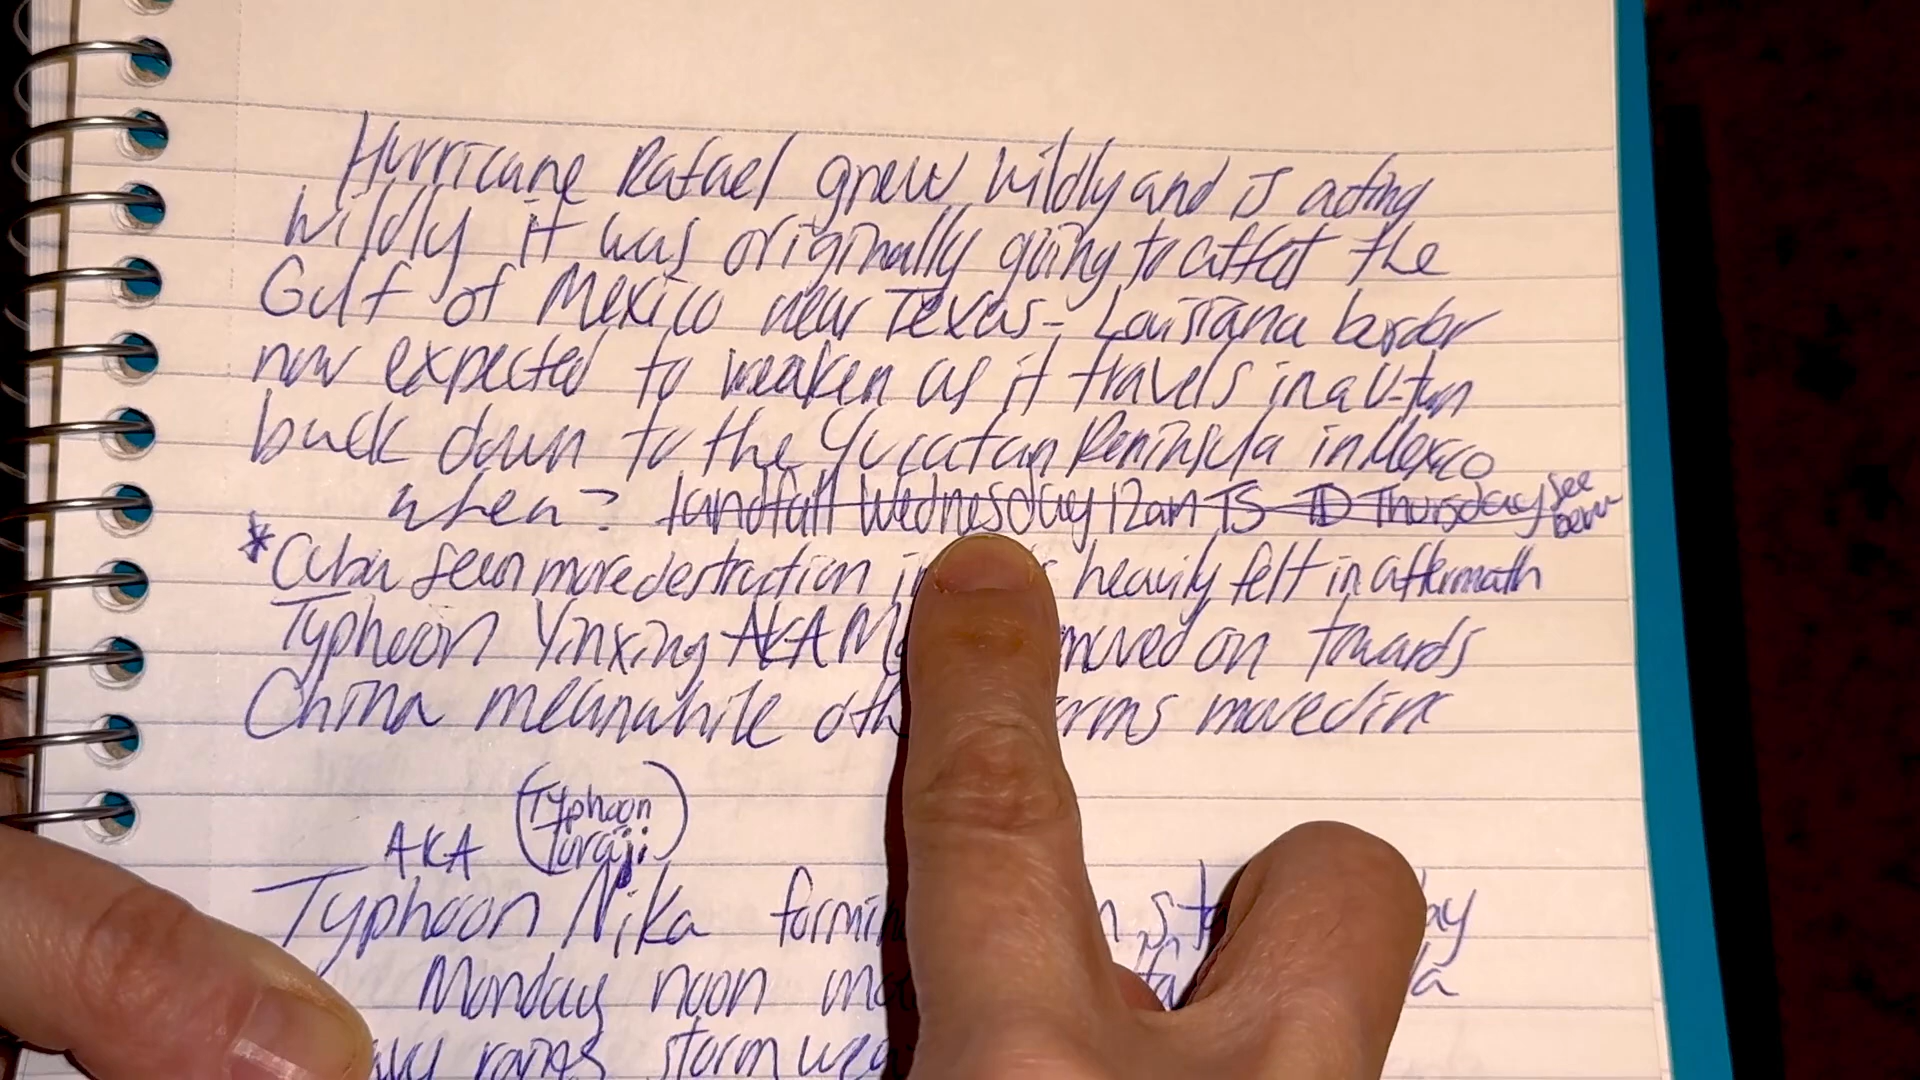 Hurricane Rafael grew wildly and is acting
wildly it was originally going to affect the
Gulf of Mexico near Texas - Louisiana border
now expected to weaken as it travels in a U-turn
back down to the Yucatan Peninsula in Mexico
when? landfall Wednesday 12am TS TD Thursday see
below
*Cuba seen more destruction heavily felt in aftermath
Typhoon Yinxing AKA moved on towards
China meanwhile moved in
(Typhoon
Toraji)
AKA
Typhoon Nika
Monday noon
rains storm